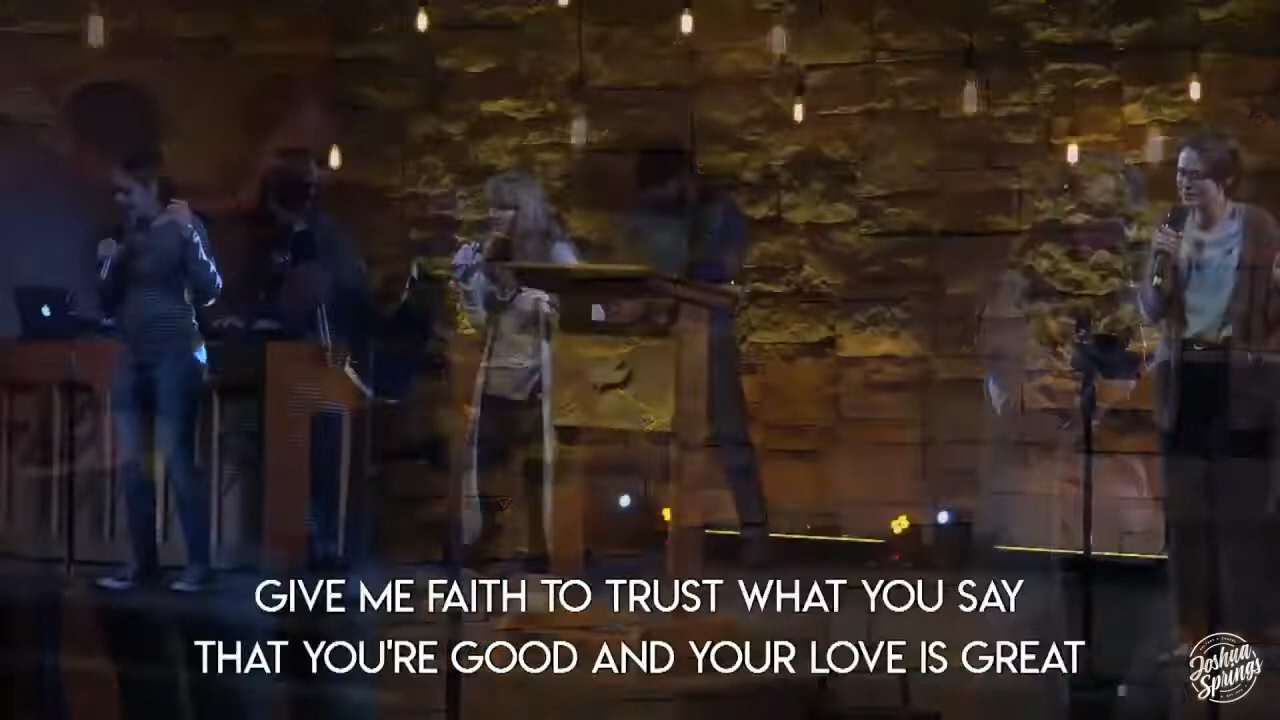 GIVE ME FAITH TO TRUST WHAT YOU SAY
THAT YOU'RE GOOD AND YOUR LOVE IS GREAT
Joshua
Springs